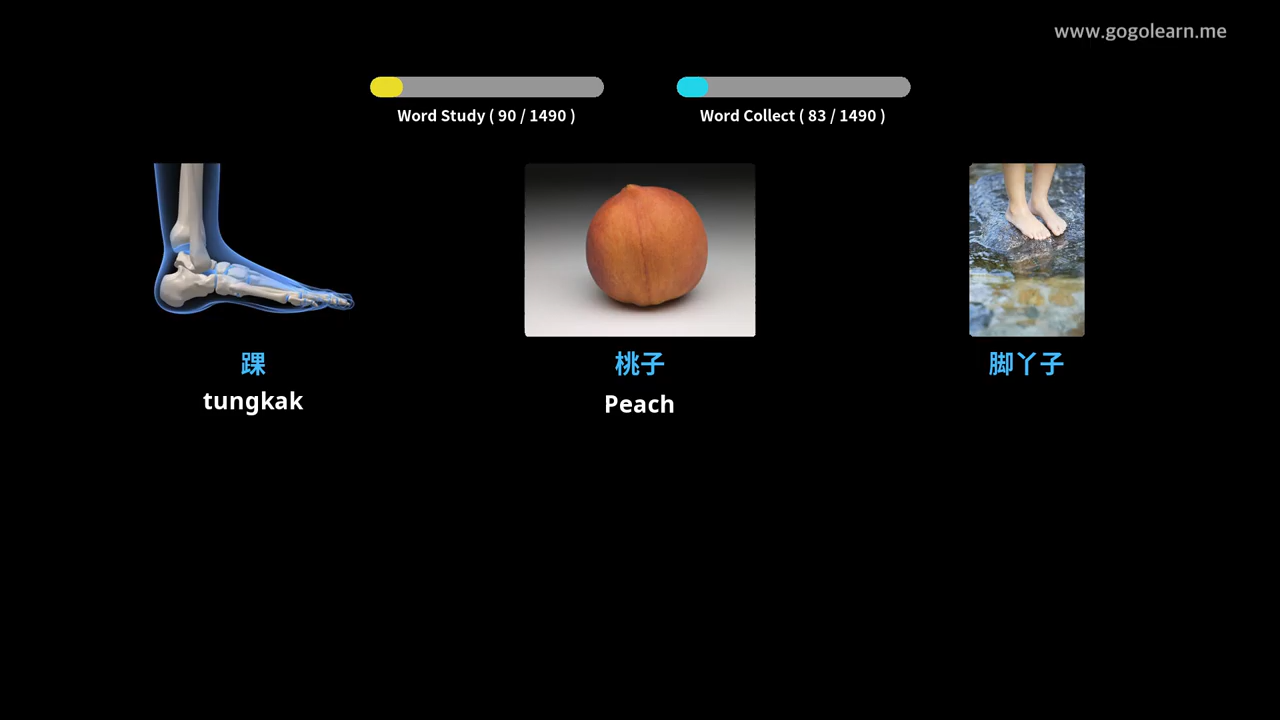 www.gogolearn.me
Word Study ( 90 / 1490 )
Word Collect ( 83 / 1490 )
踝
tungkak
桃子
Peach
脚丫子